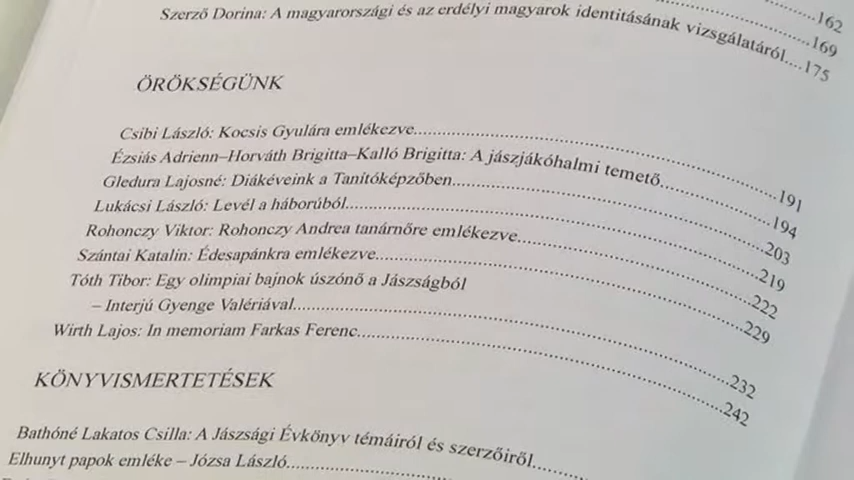 162
169
Szerző Dorina: A magyarországi és az erdélyi magyarok identitásának vizsgálatáról....175
ÖRÖKSÉGÜNK
Csibi László: Kocsis Gyulára emlékezve...191
Ézsiás Adrienn–Horváth Brigitta–Kalló Brigitta: A jászjákóhalmi temető...194
Gledura Lajosné: Diákéveink a Tanítóképzőben...203
Lukácsi László: Levél a háborúból...219
Rohonczy Viktor: Rohonczy Andrea tanárnőre emlékezve...222
Szántai Katalin: Édesapánkra emlékezve...229
Tóth Tibor: Egy olimpiai bajnok úszónő a Jászságból
– Interjú Gyenge Valériával...232
Wirth Lajos: In memoriam Farkas Ferenc...242
KÖNYVISMERTETÉSEK
Bathóné Lakatos Csilla: A Jászsági Évkönyv témáiról és szerzőiről...
Elhunyt papok emléke – Józsa László...